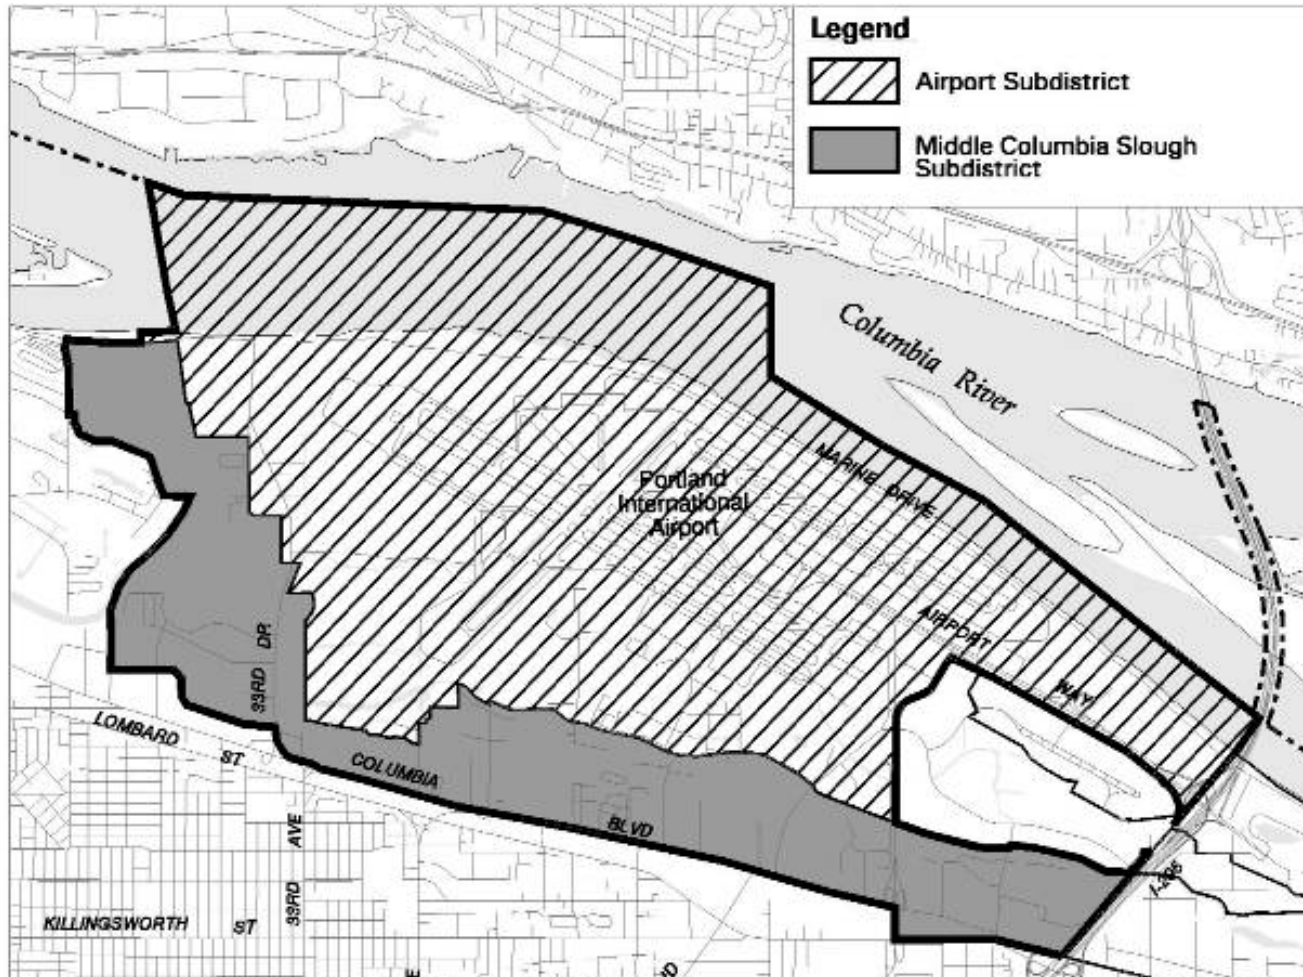 Legend
Airport Subdistrict
Middle Columbia Slough
Subdistrict
Columbia River
MARINE DRIVE
Portland
International
Airport
AIRPORT
WAY
33RD DR
LOMBARD
ST
COLUMBIA
BLVD
33RD AVE
KILLINGSWORTH ST
I-205